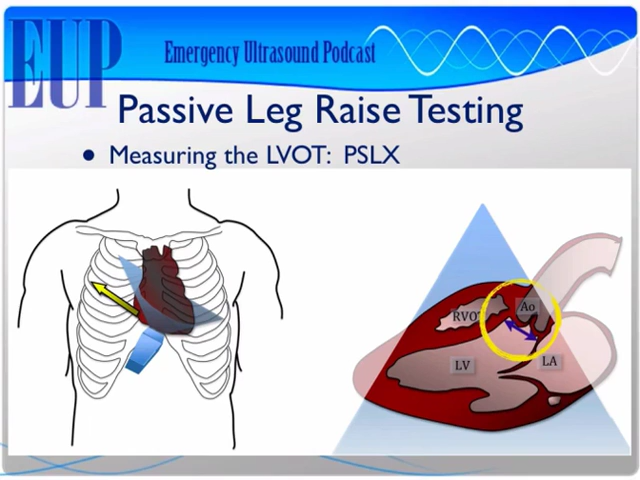 EUP
Emergency Ultrasound Podcast
Passive Leg Raise Testing
• Measuring the LVOT: PSLX
RVOT
Ao
LV
LA